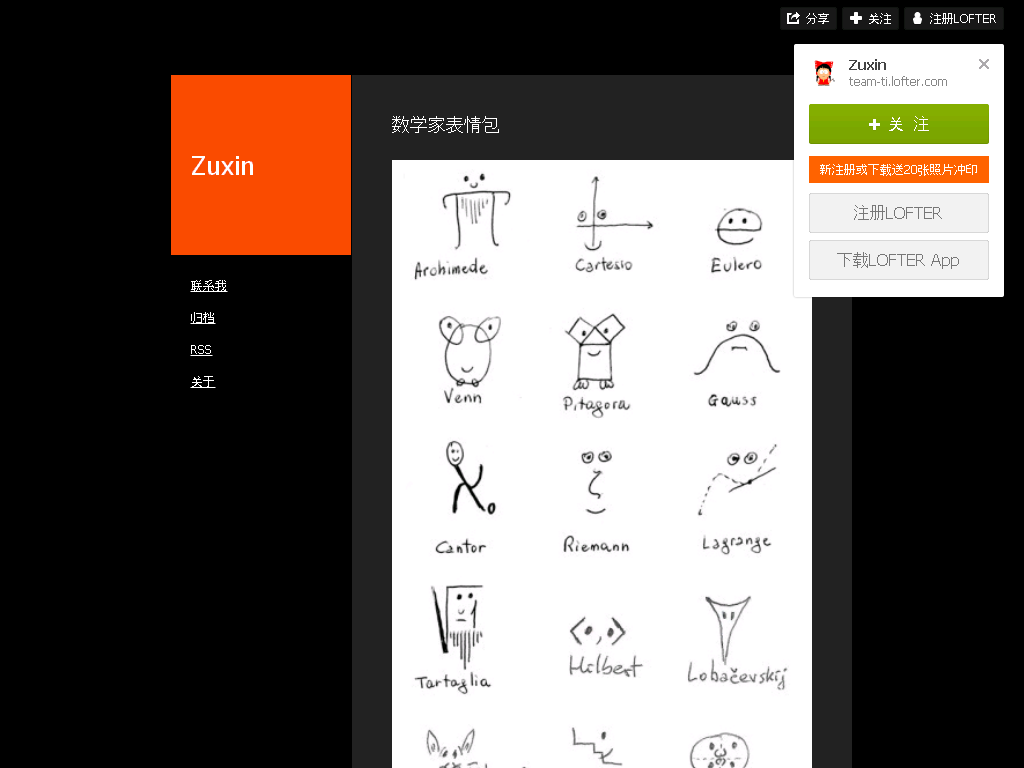 分享
关注
注册LOFTER
Zuxin
team-ti.lofter.com
关 注
新注册或下载送20张照片冲印
注册LOFTER
下载LOFTER App
Zuxin
联系我
归档
RSS
关于
数学家表情包
Archimede
Cartesio
Eulero
Venn
Pitagora
Gauss
Cantor
Riemann
Lagrange
Tartaglia
Hilbert
Lobačevskij